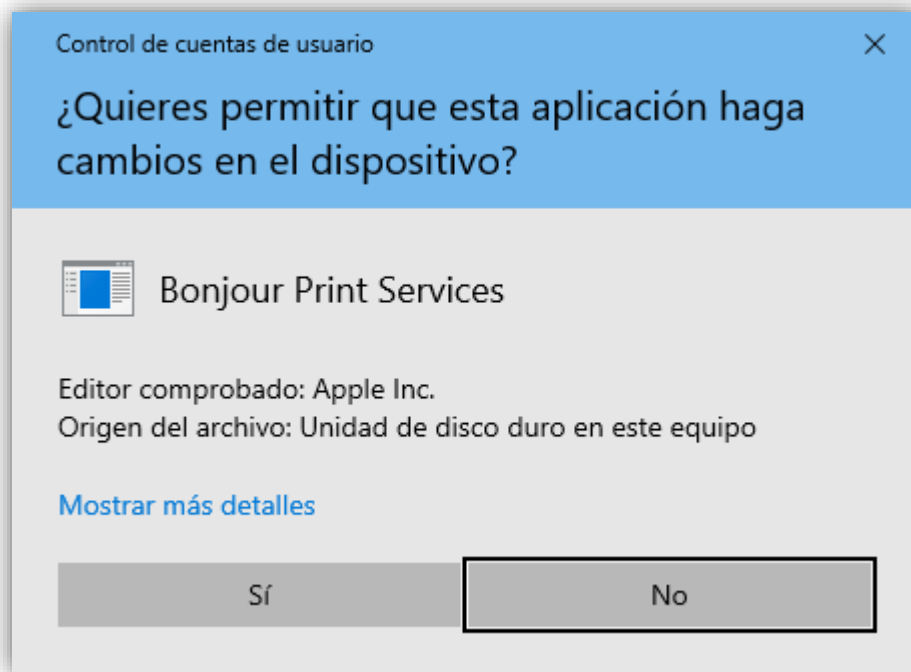 Control de cuentas de usuario
¿Quieres permitir que esta aplicación haga
cambios en el dispositivo?
Bonjour Print Services
Editor comprobado: Apple Inc.
Origen del archivo: Unidad de disco duro en este equipo
Mostrar más detalles
Sí
No